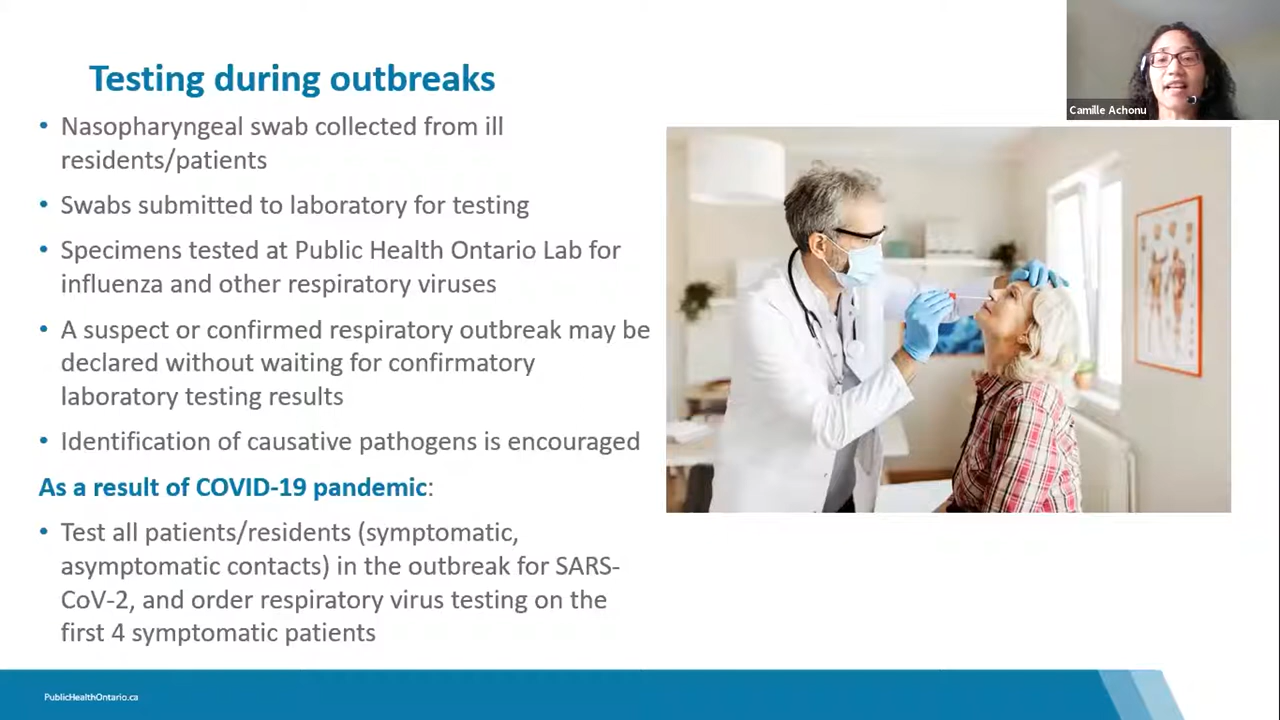 Testing during outbreaks
Camille Achonu
• Nasopharyngeal swab collected from ill
residents/patients
• Swabs submitted to laboratory for testing
• Specimens tested at Public Health Ontario Lab for
influenza and other respiratory viruses
• A suspect or confirmed respiratory outbreak may be
declared without waiting for confirmatory
laboratory testing results
• Identification of causative pathogens is encouraged
As a result of COVID-19 pandemic:
• Test all patients/residents (symptomatic,
asymptomatic contacts) in the outbreak for SARS-
CoV-2, and order respiratory virus testing on the
first 4 symptomatic patients
PublicHealthOntario.ca